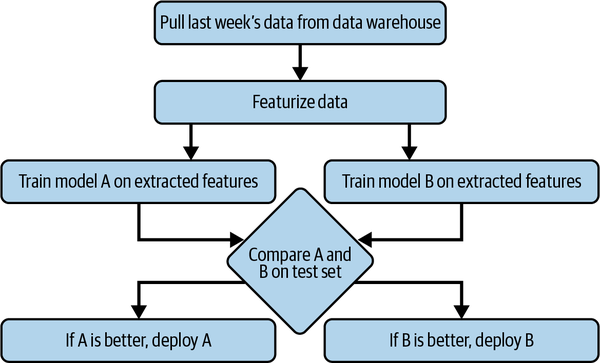 Pull last week's data from data warehouse
Featurize data
Train model A on extracted features
Train model B on extracted features
Compare A and
B on test set
If A is better, deploy A
If B is better, deploy B